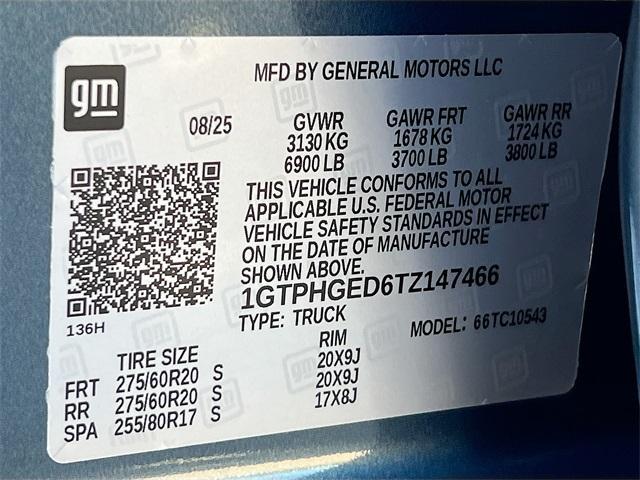 gm
MFD BY GENERAL MOTORS LLC
08/25
GVWR GAWR FRT GAWR RR
3130 KG 1678 KG 1724 KG
6900 LB 3700 LB 3800 LB
THIS VEHICLE CONFORMS TO ALL
APPLICABLE U.S. FEDERAL MOTOR
VEHICLE SAFETY STANDARDS IN EFFECT
ON THE DATE OF MANUFACTURE
SHOWN ABOVE.
1GTPHGED6TZ147466
136H
TYPE: TRUCK MODEL: 66TC10543
TIRE SIZE RIM
FRT 275/60R20 S 20X9J
RR 275/60R20 S 20X9J
SPA 255/80R17 S 17X8J